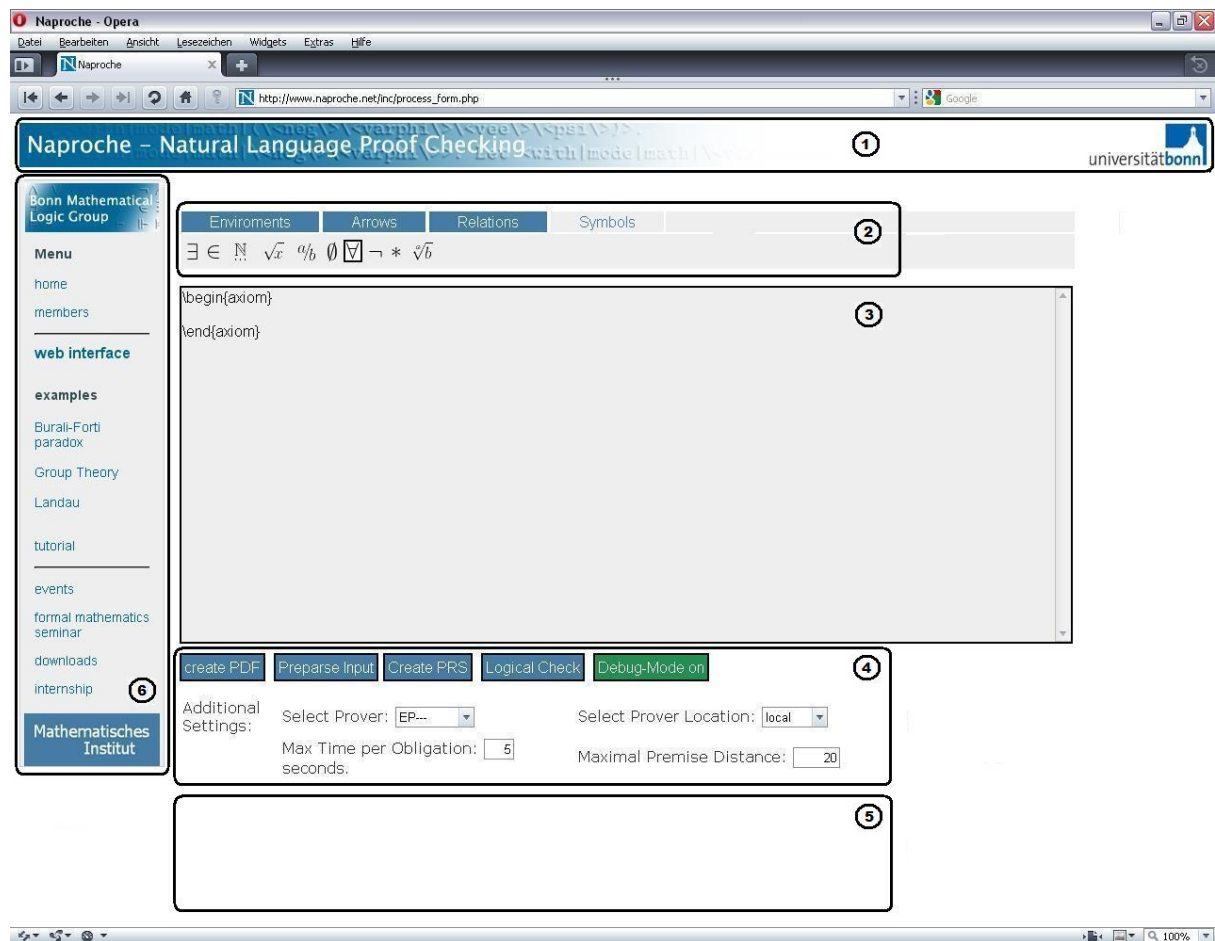 Naproche - Opera
Datei Bearbeiten Ansicht Lesezeichen Widgets Extras Hilfe
Naproche
http://www.naproche.net/inc/process_form.php
Google
Naproche – Natural Language Proof Checking
1
universitätbonn
Bonn Mathematical
Logic Group
Menu
home
members
web interface
examples
Burali-Forti
paradox
Group Theory
Landau
tutorial
events
formal mathematics
seminar
downloads
internship
6
Mathematisches
Institut
Enviroments Arrows Relations Symbols
2
∃ ∈ ℕ √x a/b ∅ ∀ ¬ * ᵃ√b
\begin{axiom}
3
\end{axiom}
create PDF Preparse Input Create PRS Logical Check Debug-Mode on
4
Additional
Settings:
Select Prover: EP--- Select Prover Location: local
Max Time per Obligation: 5
seconds.
Maximal Premise Distance: 20
5
100%